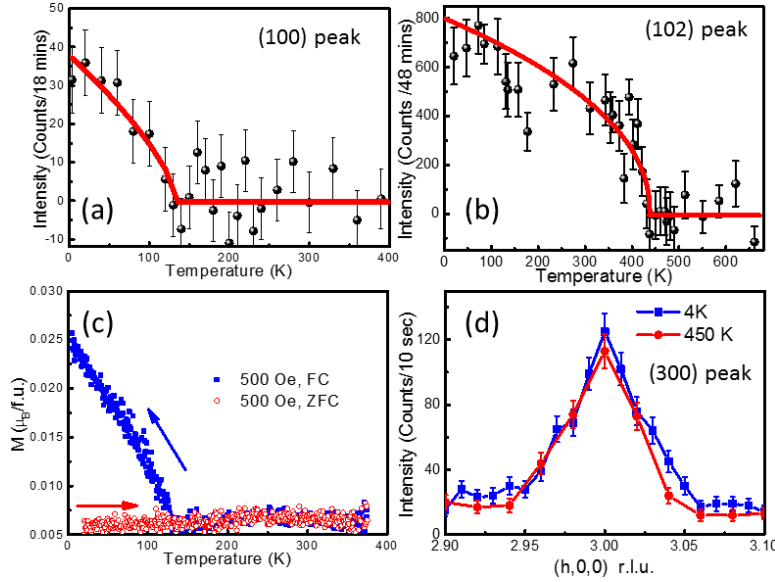 50
40
30
20
10
0
-10
Intensity (Counts/18 mins)
(100) peak
(a)
0 100 200 300 400
Temperature (K)
800
600
400
200
0
Intensity (Counts /48 mins)
(102) peak
(b)
0 100 200 300 400 500 600
Temperature (K)
0.030
0.025
0.020
0.015
0.010
0.005
M (μB/f.u.)
(c)
500 Oe, FC
500 Oe, ZFC
0 100 200 300 400
Temperature (K)
120
80
40
0
Intensity (Counts/10 sec)
(d)
4K
450 K
(300) peak
2.90 2.95 3.00 3.05 3.10
(h,0,0) r.l.u.